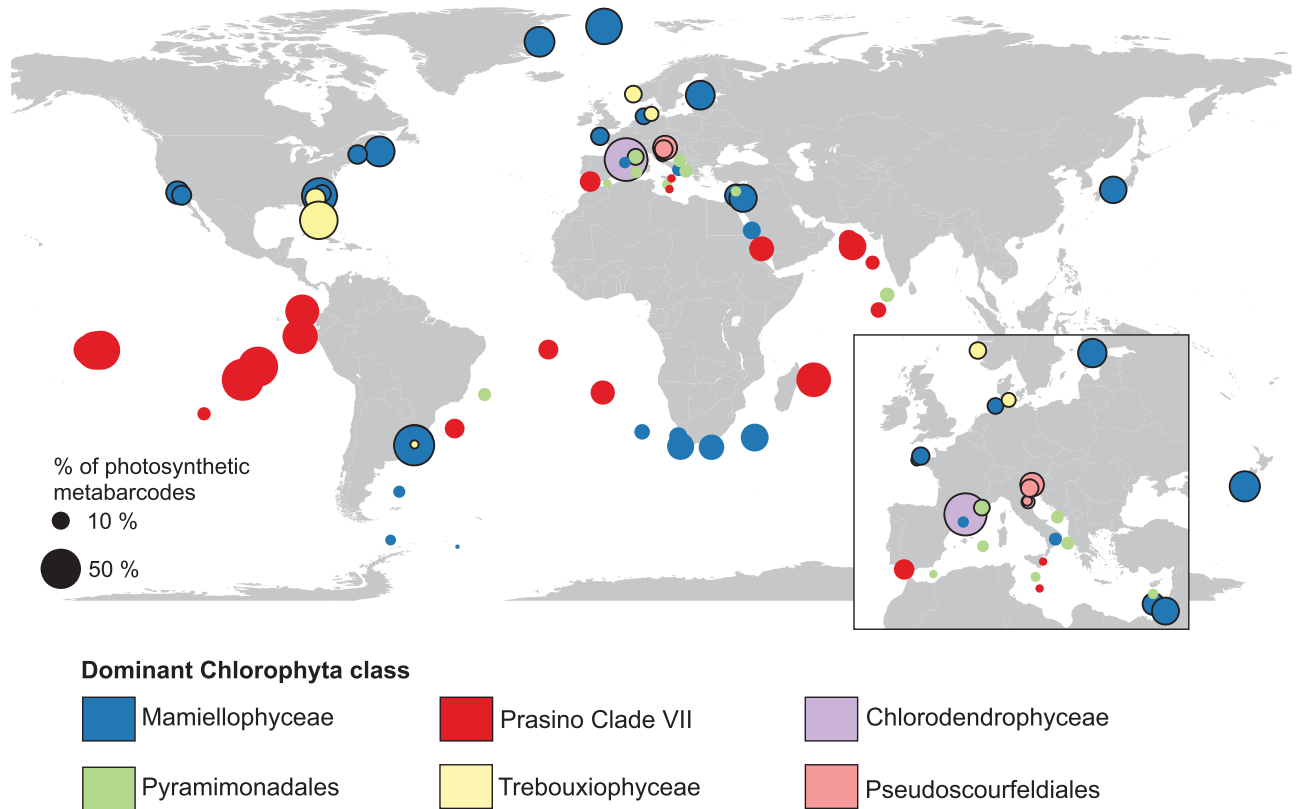 % of photosynthetic
metabarcodes
10 %
50 %
Dominant Chlorophyta class
Mamiellophyceae
Prasino Clade VII
Chlorodendrophyceae
Pyramimonadales
Trebouxiophyceae
Pseudoscourfeldiales